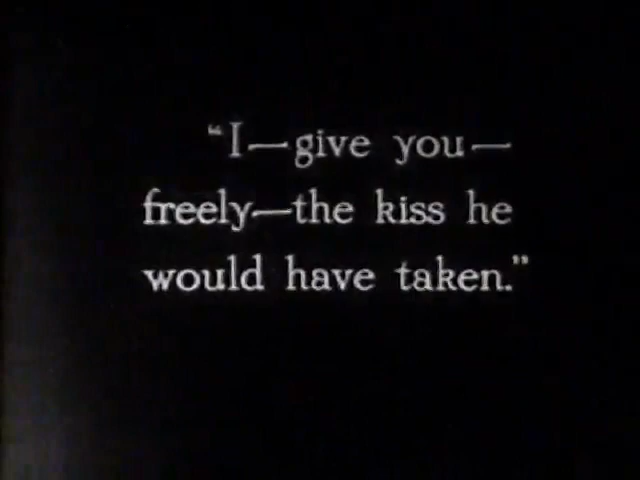 “I—give you—
freely—the kiss he
would have taken.”